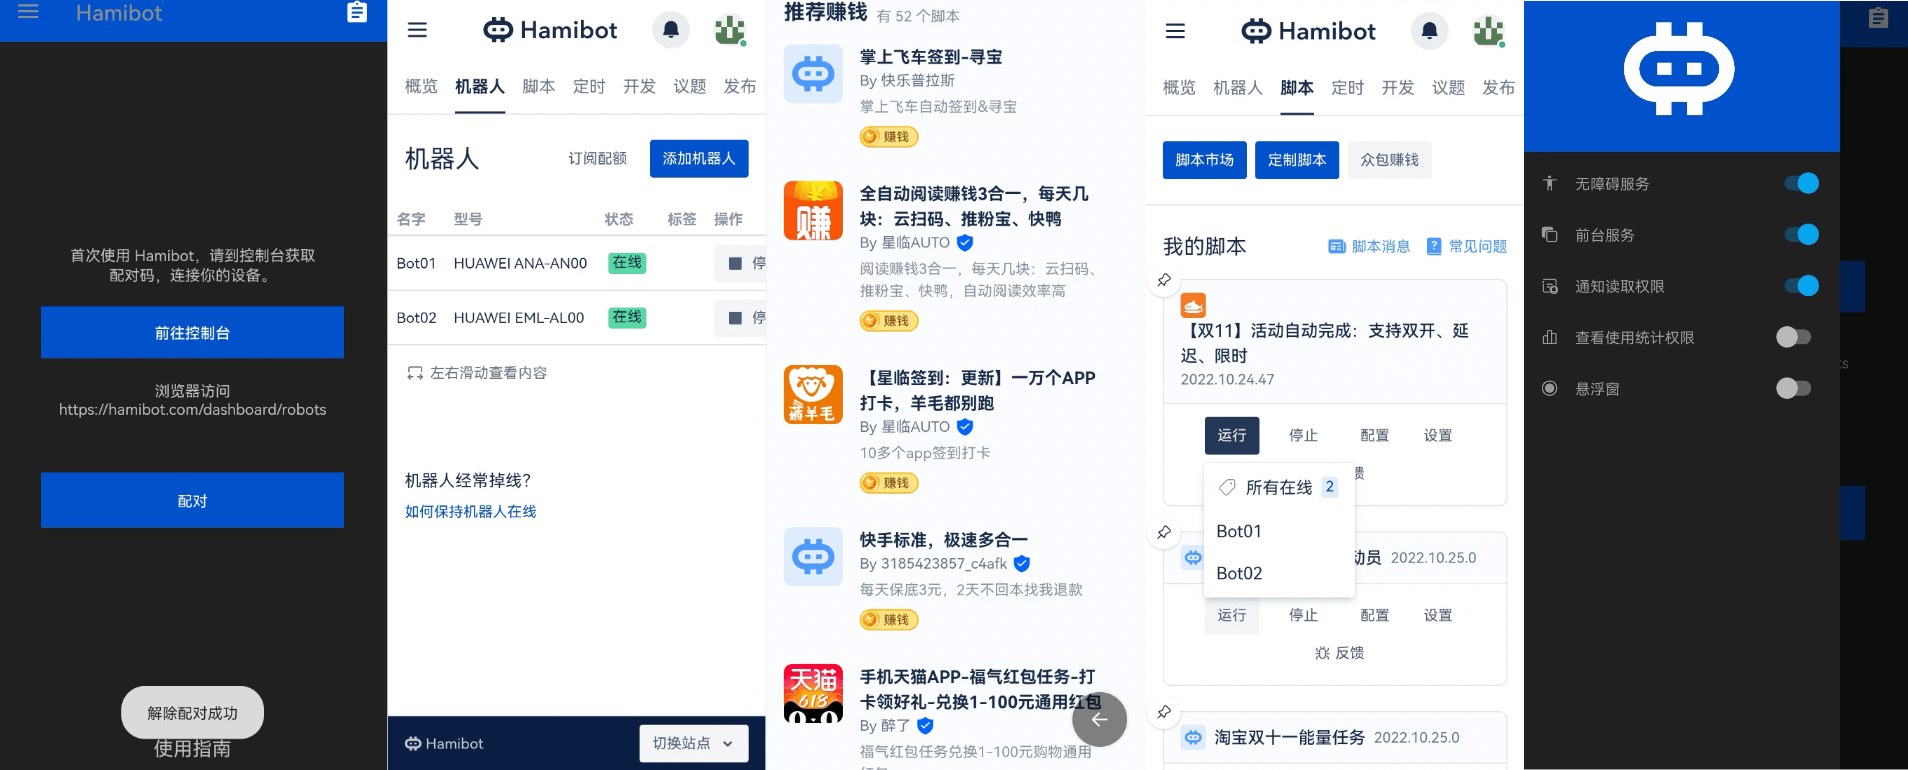 Hamibot
首次使用 Hamibot，请到控制台获取
配对码，连接你的设备。
前往控制台
浏览器访问
https://hamibot.com/dashboard/robots
配对
解除配对成功
使用指南
Hamibot
概览 机器人 脚本 定时 开发 议题 发布
机器人 订阅配额 添加机器人
名字 型号 状态 标签 操作
Bot01 HUAWEI ANA-AN00 在线 停
Bot02 HUAWEI EML-AL00 在线 停
左右滑动查看内容
机器人经常掉线?
如何保持机器人在线
Hamibot 切换站点
推荐赚钱 有 52 个脚本
掌上飞车签到-寻宝
By 快乐普拉斯
掌上飞车自动签到&寻宝
赚钱
赚
全自动阅读赚钱3合一，每天几
块：云扫码、推粉宝、快鸭
By 星临AUTO
阅读赚钱3合一，每天几块：云扫码、
推粉宝、快鸭，自动阅读效率高
赚钱
薅羊毛
【星临签到：更新】一万个APP
打卡，羊毛都别跑
By 星临AUTO
10多个app签到打卡
赚钱
快手标准，极速多合一
By 3185423857_c4afk
每天保底3元，2天不回本找我退款
赚钱
天猫
618
手机天猫APP-福气红包任务-打
卡领好礼-兑换1-100元通用红包
By 醉了
福气红包任务兑换1-100元购物通用
红包
Hamibot
概览 机器人 脚本 定时 开发 议题 发布
脚本市场 定制脚本 众包赚钱
我的脚本 脚本消息 常见问题
【双11】活动自动完成：支持双开、延
迟、限时
2022.10.24.47
运行 停止 配置 设置
馈
所有在线 2
Bot01
Bot02
动员 2022.10.25.0
运行 停止 配置 设置
反馈
淘宝双十一能量任务 2022.10.25.0
无障碍服务
前台服务
通知读取权限
查看使用统计权限
悬浮窗
ts